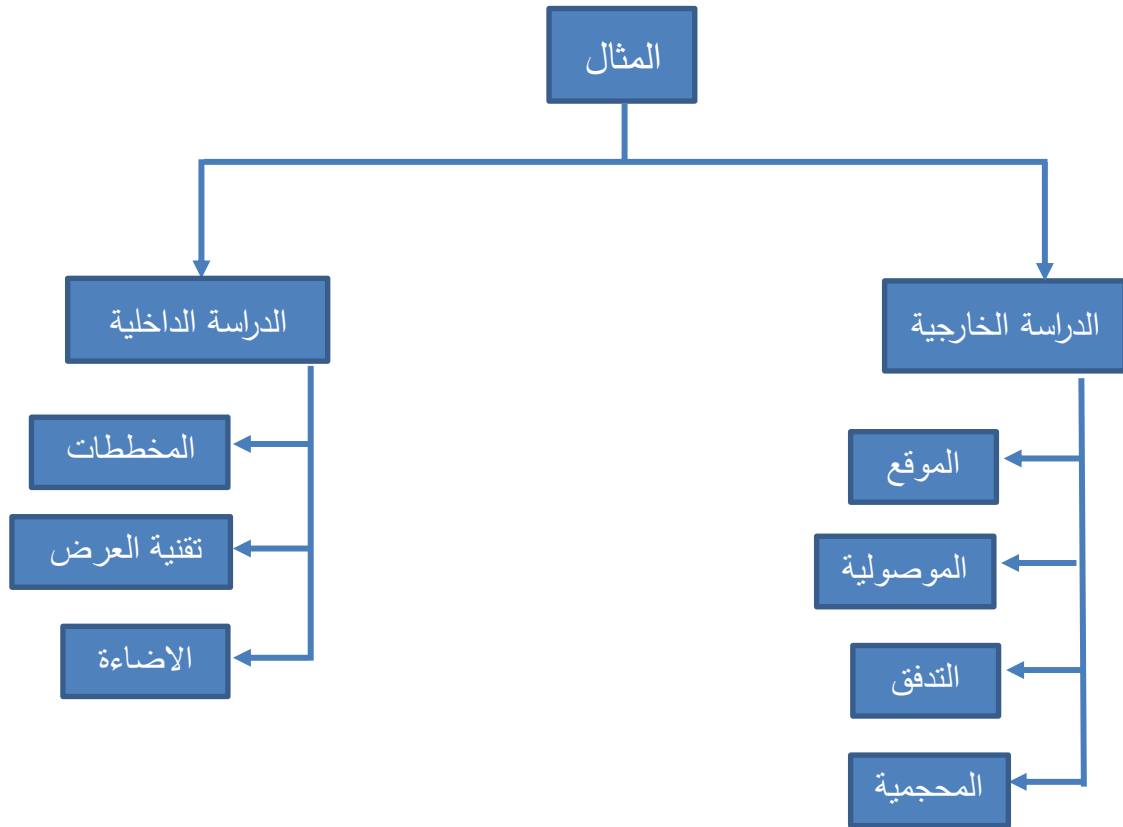 المثال
الدراسة الخارجية
الموقع
الموصولية
التدفق
المحجمية
الدراسة الداخلية
المخططات
تقنية العرض
الاضاءة